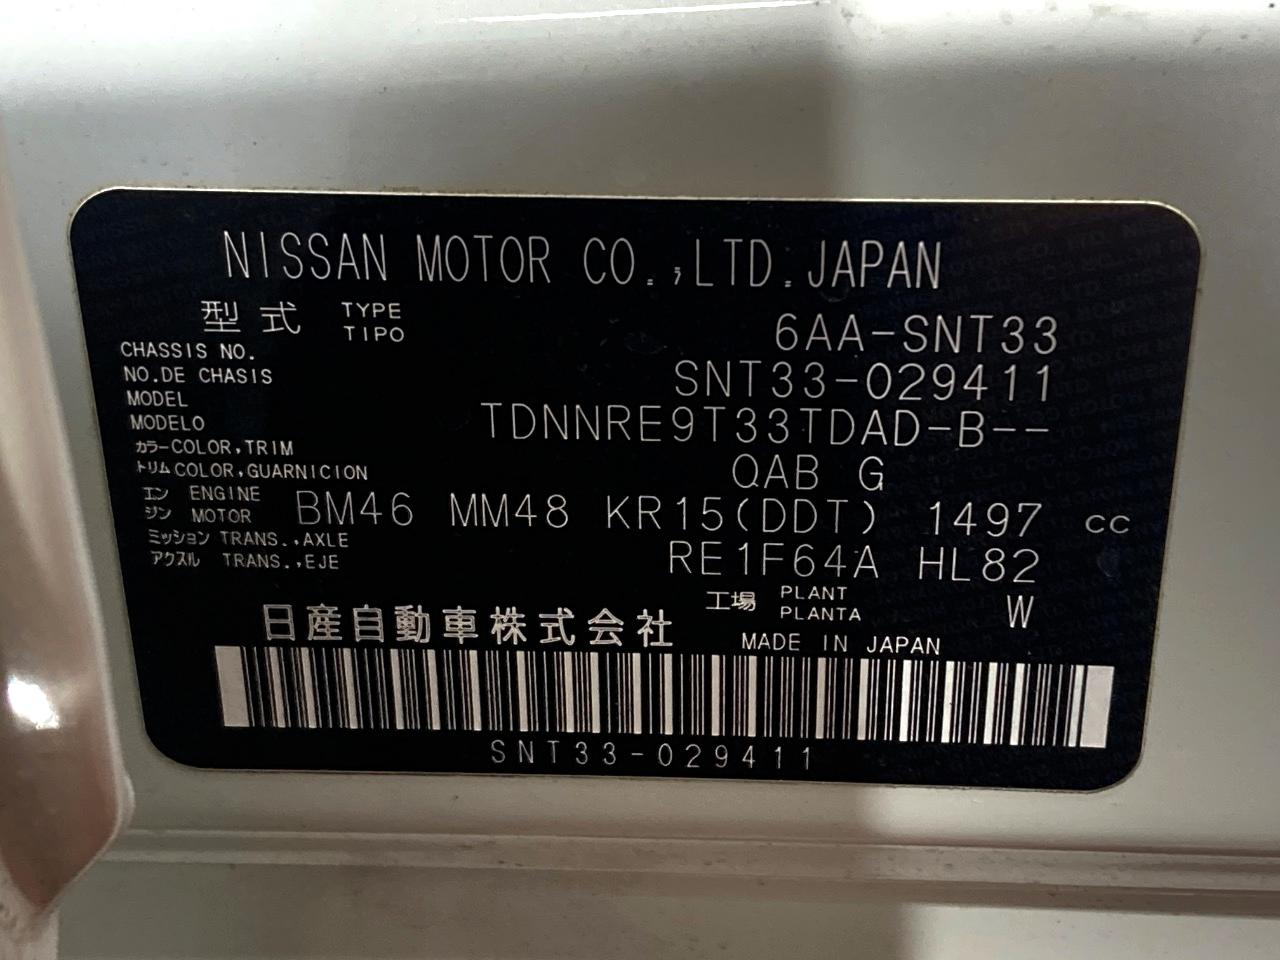 NISSAN MOTOR CO.,LTD.JAPAN
型式 TYPE TIPO 6AA-SNT33
CHASSIS NO. NO.DE CHASIS SNT33-029411
MODEL MODELO TDNNRE9T33TDAD-B--
カラー COLOR,TRIM
トリム COLOR,GUARNICION QAB G
エンジン ENGINE MOTOR BM46 MM48 KR15(DDT) 1497 cc
ミッション TRANS.,AXLE
アクスル TRANS.,EJE RE1F64A HL82
工場 PLANT PLANTA W
日産自動車株式会社 MADE IN JAPAN
SNT33-029411